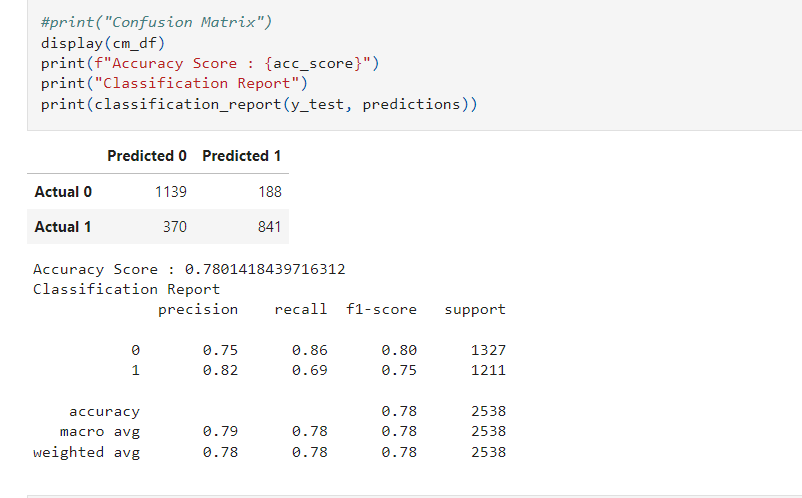 #print("Confusion Matrix")
display(cm_df)
print(f"Accuracy Score : {acc_score}")
print("Classification Report")
print(classification_report(y_test, predictions))
Predicted 0 Predicted 1
Actual 0 1139 188
Actual 1 370 841
Accuracy Score : 0.7801418439716312
Classification Report
precision recall f1-score support
0 0.75 0.86 0.80 1327
1 0.82 0.69 0.75 1211
accuracy 0.78 2538
macro avg 0.79 0.78 0.78 2538
weighted avg 0.78 0.78 0.78 2538